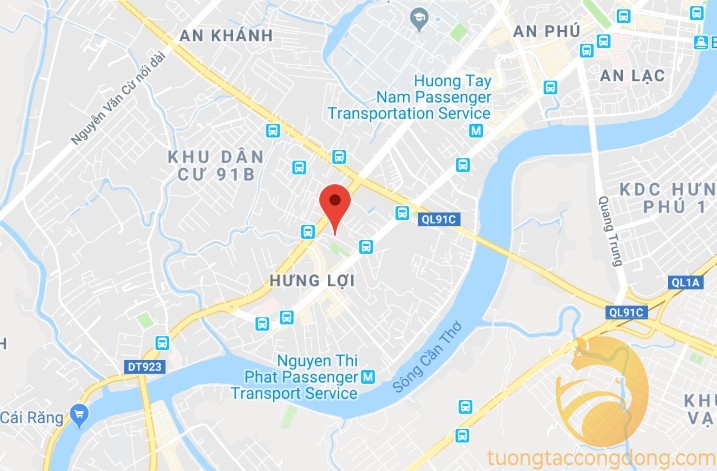 AN KHÁNH
AN PHÚ
Huong Tay
Nam Passenger
Transportation Service
AN LẠC
Nguyễn Văn Cừ nối dài
KHU DÂN
CƯ 91B
KDC HƯN
PHÚ 1
QL91C
Quang Trung
HƯNG LỢI
QL1A
QL91C
Sông Cần Thơ
DT923
Nguyen Thi
Phat Passenger
Transport Service
Cái Răng
KHU
VẠ
H
tuongtaccongdong.com